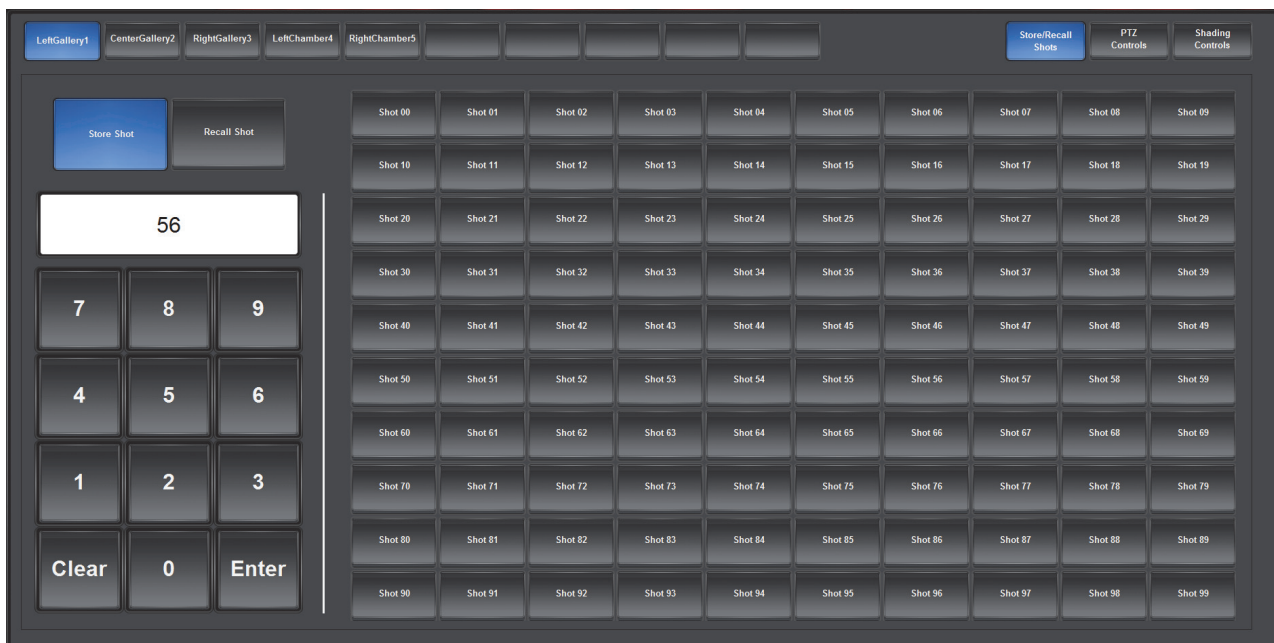 LeftGallery1 CenterGallery2 RightGallery3 LeftChamber4 RightChamber5 Store/Recall Shots PTZ Controls Shading Controls
Store Shot Recall Shot
56
7 8 9
4 5 6
1 2 3
Clear 0 Enter
Shot 00 Shot 01 Shot 02 Shot 03 Shot 04 Shot 05 Shot 06 Shot 07 Shot 08 Shot 09
Shot 10 Shot 11 Shot 12 Shot 13 Shot 14 Shot 15 Shot 16 Shot 17 Shot 18 Shot 19
Shot 20 Shot 21 Shot 22 Shot 23 Shot 24 Shot 25 Shot 26 Shot 27 Shot 28 Shot 29
Shot 30 Shot 31 Shot 32 Shot 33 Shot 34 Shot 35 Shot 36 Shot 37 Shot 38 Shot 39
Shot 40 Shot 41 Shot 42 Shot 43 Shot 44 Shot 45 Shot 46 Shot 47 Shot 48 Shot 49
Shot 50 Shot 51 Shot 52 Shot 53 Shot 54 Shot 55 Shot 56 Shot 57 Shot 58 Shot 59
Shot 60 Shot 61 Shot 62 Shot 63 Shot 64 Shot 65 Shot 66 Shot 67 Shot 68 Shot 69
Shot 70 Shot 71 Shot 72 Shot 73 Shot 74 Shot 75 Shot 76 Shot 77 Shot 78 Shot 79
Shot 80 Shot 81 Shot 82 Shot 83 Shot 84 Shot 85 Shot 86 Shot 87 Shot 88 Shot 89
Shot 90 Shot 91 Shot 92 Shot 93 Shot 94 Shot 95 Shot 96 Shot 97 Shot 98 Shot 99